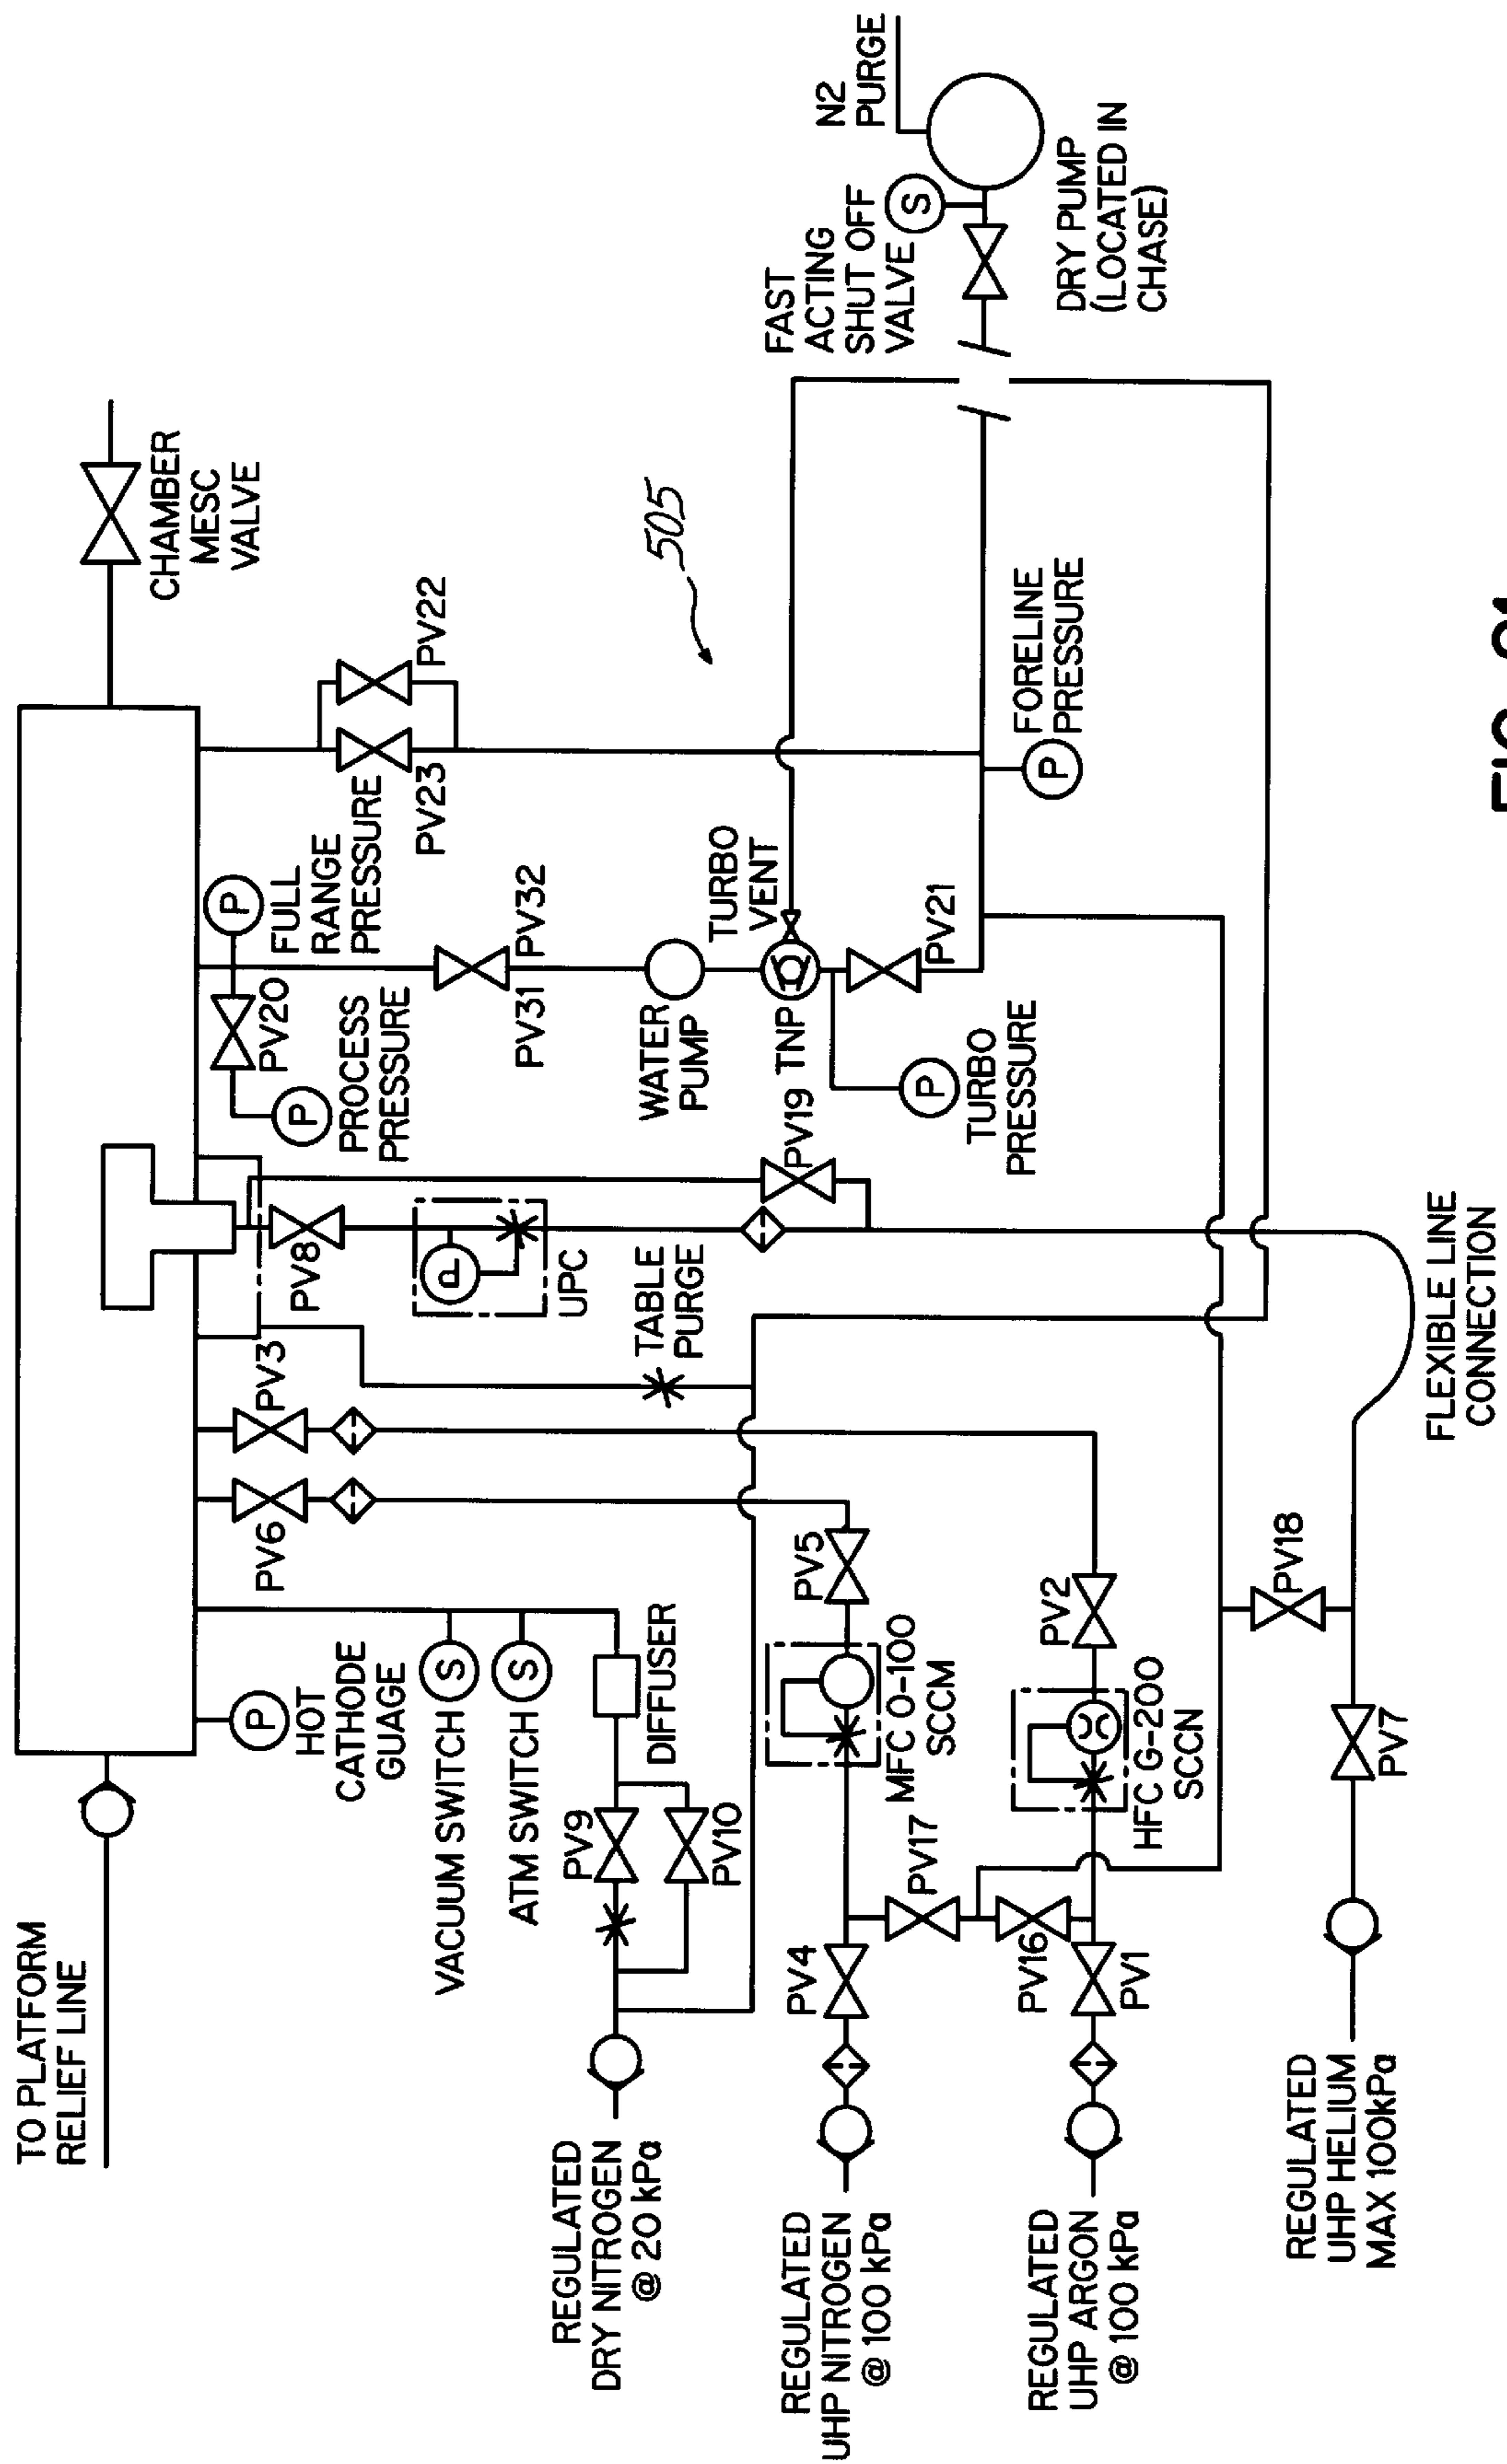 TO PLATFORM
RELIEF LINE
CHAMBER
MESC
VALVE
P
HOT
CATHODE
GUAGE
S
VACUUM SWITCH
S
ATM SWITCH
DIFFUSER
PV9
PV10
REGULATED
DRY NITROGEN
@ 20 kPa
PV6
PV3
PV8
P
UPC
TABLE
PURGE
P
PROCESS
PRESSURE
PV20
P
FULL
RANGE
PRESSURE
PV31
PV32
PV23
PV22
WATER
PUMP
TURBO
VENT
TNP
PV19
PV21
P
TURBO
PRESSURE
505
P
FORELINE
PRESSURE
FAST
ACTING
SHUT OFF
VALVE
S
N2
PURGE
DRY PUMP
(LOCATED IN
CHASE)
PV5
MFC 0-100
SCCM
PV4
PV17
REGULATED
UHP NITROGEN
@ 100 kPa
PV2
HFC G-200
SCCN
PV16
PV1
REGULATED
UHP ARGON
@ 100 kPa
PV18
PV7
REGULATED
UHP HELIUM
MAX 100kPa
FLEXIBLE LINE
CONNECTION